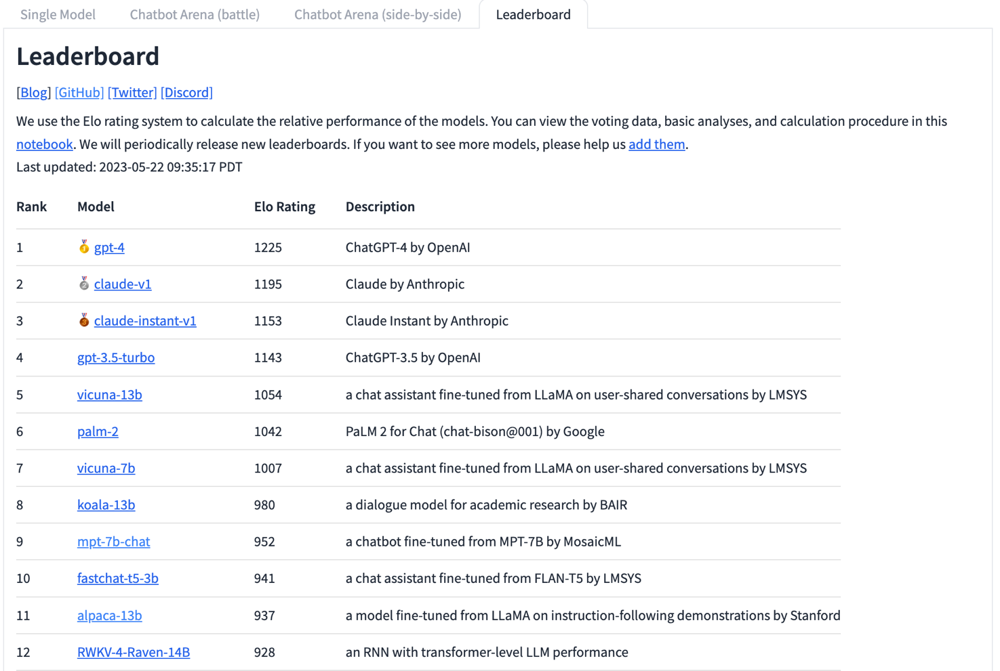 Single Model Chatbot Arena (battle) Chatbot Arena (side-by-side) Leaderboard
Leaderboard
[Blog] [GitHub] [Twitter] [Discord]
We use the Elo rating system to calculate the relative performance of the models. You can view the voting data, basic analyses, and calculation procedure in this
notebook. We will periodically release new leaderboards. If you want to see more models, please help us add them.
Last updated: 2023-05-22 09:35:17 PDT
Rank Model Elo Rating Description
1 🥇 gpt-4 1225 ChatGPT-4 by OpenAI
2 🥈 claude-v1 1195 Claude by Anthropic
3 🥉 claude-instant-v1 1153 Claude Instant by Anthropic
4 gpt-3.5-turbo 1143 ChatGPT-3.5 by OpenAI
5 vicuna-13b 1054 a chat assistant fine-tuned from LLaMA on user-shared conversations by LMSYS
6 palm-2 1042 PaLM 2 for Chat (chat-bison@001) by Google
7 vicuna-7b 1007 a chat assistant fine-tuned from LLaMA on user-shared conversations by LMSYS
8 koala-13b 980 a dialogue model for academic research by BAIR
9 mpt-7b-chat 952 a chatbot fine-tuned from MPT-7B by MosaicML
10 fastchat-t5-3b 941 a chat assistant fine-tuned from FLAN-T5 by LMSYS
11 alpaca-13b 937 a model fine-tuned from LLaMA on instruction-following demonstrations by Stanford
12 RWKV-4-Raven-14B 928 an RNN with transformer-level LLM performance